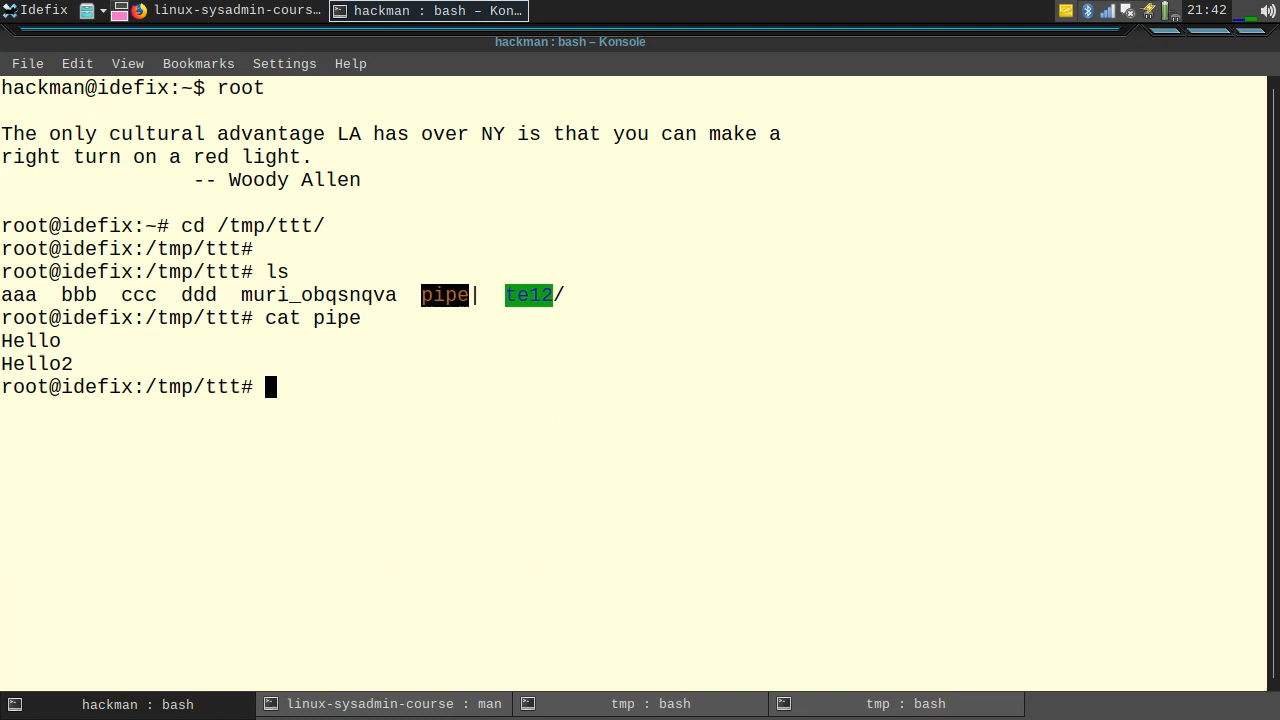 Idefix linux-sysadmin-cours… hackman : bash – Kon… 21:42
hackman : bash – Konsole
File Edit View Bookmarks Settings Help
hackman@idefix:~$ root
The only cultural advantage LA has over NY is that you can make a
right turn on a red light.
-- Woody Allen
root@idefix:~# cd /tmp/ttt/
root@idefix:/tmp/ttt#
root@idefix:/tmp/ttt# ls
aaa bbb ccc ddd muri_obqsnqva pipe| te12/
root@idefix:/tmp/ttt# cat pipe
Hello
Hello2
root@idefix:/tmp/ttt#
hackman : bash linux-sysadmin-course : man tmp : bash tmp : bash